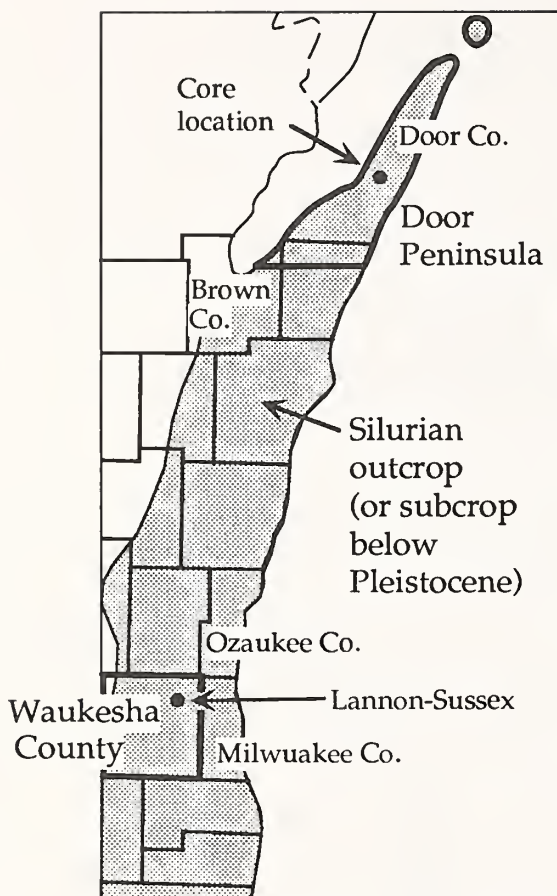 Core
location
Door Co.
Door
Peninsula
Brown
Co.
Silurian
outcrop
(or subcrop
below
Pleistocene)
Ozaukee Co.
Lannon-Sussex
Waukesha
County
Milwuakee Co.